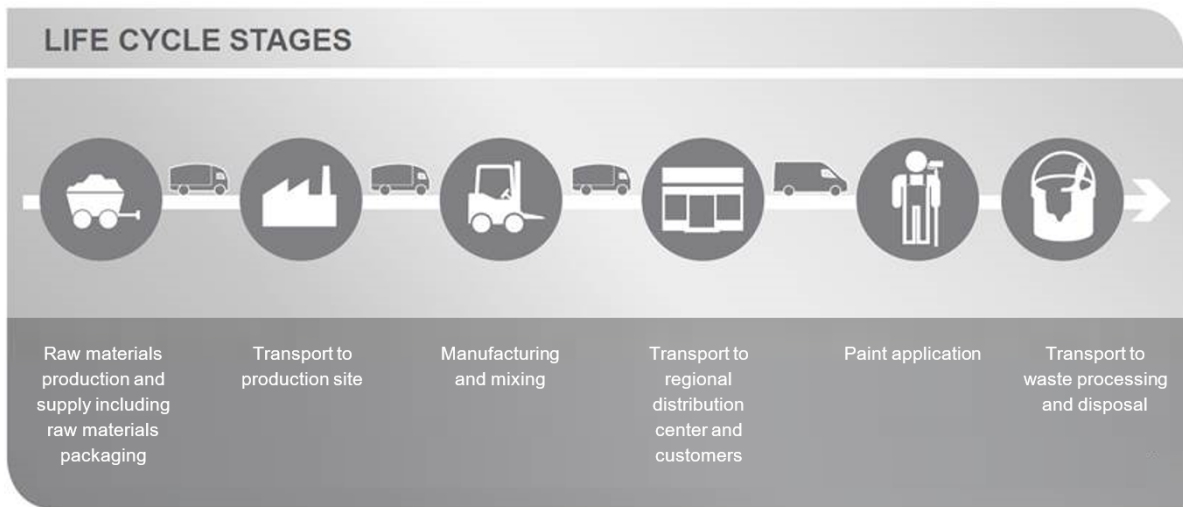 LIFE CYCLE STAGES
Raw materials
production and
supply including
raw materials
packaging
Transport to
production site
Manufacturing
and mixing
Transport to
regional
distribution
center and
customers
Paint application
Transport to
waste processing
and disposal